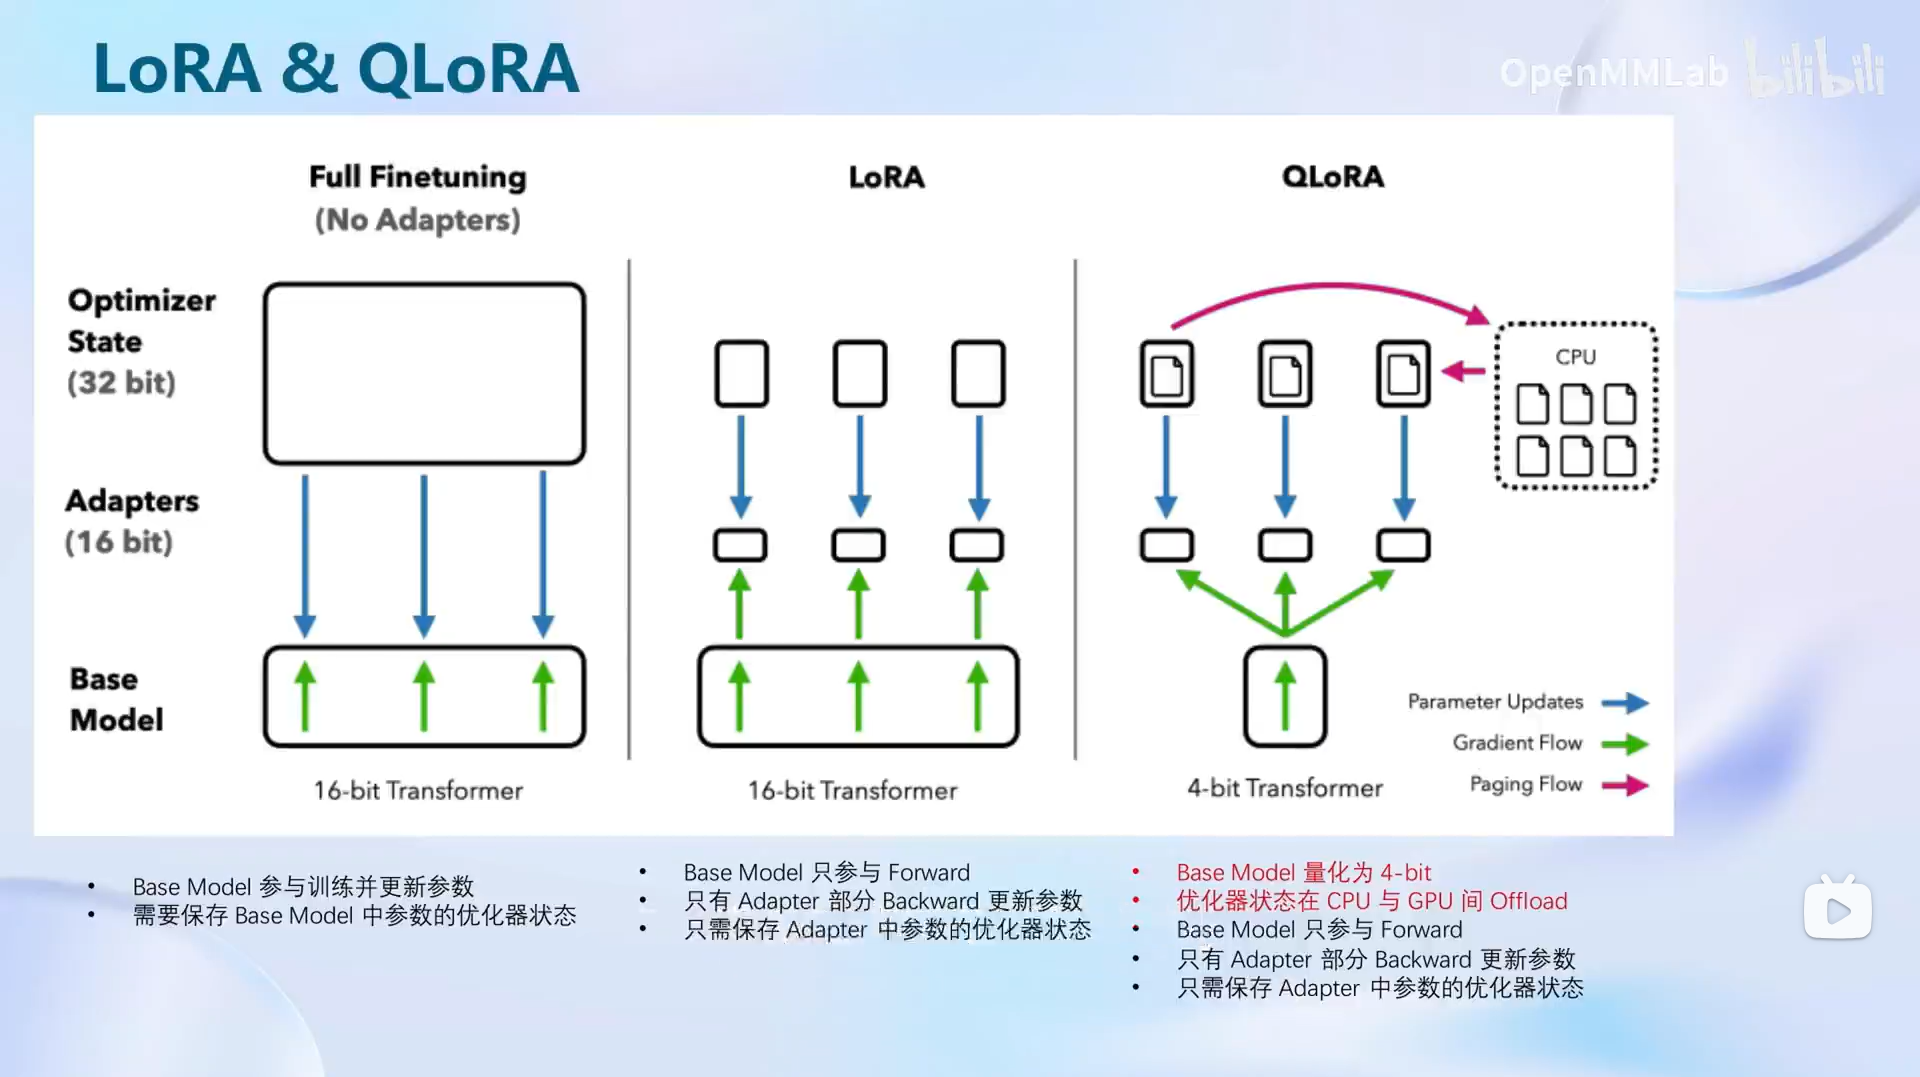 LoRA & QLoRA
OpenMMLab bilibili
Full Finetuning
(No Adapters)
LoRA
QLoRA
Optimizer
State
(32 bit)
CPU
Adapters
(16 bit)
Base
Model
Parameter Updates
Gradient Flow
Paging Flow
16-bit Transformer
16-bit Transformer
4-bit Transformer
• Base Model 参与训练并更新参数
• 需要保存 Base Model 中参数的优化器状态
• Base Model 只参与 Forward
• 只有 Adapter 部分 Backward 更新参数
• 只需保存 Adapter 中参数的优化器状态
• Base Model 量化为 4-bit
• 优化器状态在 CPU 与 GPU 间 Offload
• Base Model 只参与 Forward
• 只有 Adapter 部分 Backward 更新参数
• 只需保存 Adapter 中参数的优化器状态